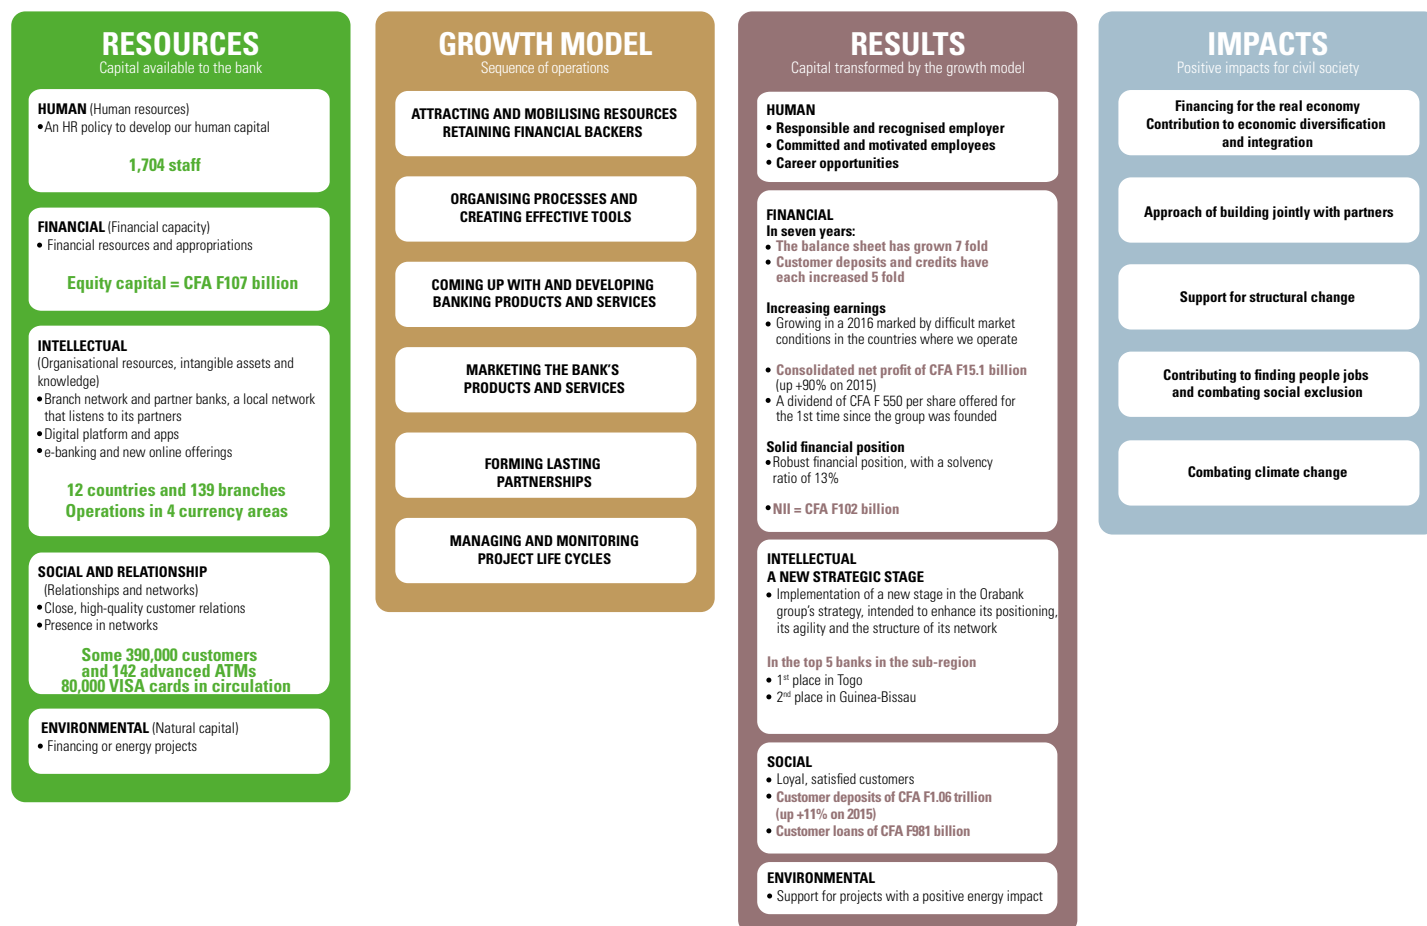 RESOURCES
Capital available to the bank
HUMAN (Human resources)
• An HR policy to develop our human capital
1,704 staff
FINANCIAL (Financial capacity)
• Financial resources and appropriations
Equity capital = CFA F107 billion
INTELLECTUAL
(Organisational resources, intangible assets and
knowledge)
• Branch network and partner banks, a local network
that listens to its partners
• Digital platform and apps
• e-banking and new online offerings
12 countries and 139 branches
Operations in 4 currency areas
SOCIAL AND RELATIONSHIP
(Relationships and networks)
• Close, high-quality customer relations
• Presence in networks
Some 390,000 customers
and 142 advanced ATMs
80,000 VISA cards in circulation
ENVIRONMENTAL (Natural capital)
• Financing or energy projects
GROWTH MODEL
Sequence of operations
ATTRACTING AND MOBILISING RESOURCES
RETAINING FINANCIAL BACKERS
ORGANISING PROCESSES AND
CREATING EFFECTIVE TOOLS
COMING UP WITH AND DEVELOPING
BANKING PRODUCTS AND SERVICES
MARKETING THE BANK'S
PRODUCTS AND SERVICES
FORMING LASTING
PARTNERSHIPS
MANAGING AND MONITORING
PROJECT LIFE CYCLES
RESULTS
Capital transformed by the growth model
HUMAN
• Responsible and recognised employer
• Committed and motivated employees
• Career opportunities
FINANCIAL
In seven years:
• The balance sheet has grown 7 fold
• Customer deposits and credits have
each increased 5 fold
Increasing earnings
• Growing in a 2016 marked by difficult market
conditions in the countries where we operate
• Consolidated net profit of CFA F15.1 billion
(up +90% on 2015)
• A dividend of CFA F 550 per share offered for
the 1st time since the group was founded
Solid financial position
• Robust financial position, with a solvency
ratio of 13%
• NII = CFA F102 billion
INTELLECTUAL
A NEW STRATEGIC STAGE
• Implementation of a new stage in the Orabank
group's strategy, intended to enhance its positioning,
its agility and the structure of its network
In the top 5 banks in the sub-region
• 1st place in Togo
• 2nd place in Guinea-Bissau
SOCIAL
• Loyal, satisfied customers
• Customer deposits of CFA F1.06 trillion
(up +11% on 2015)
• Customer loans of CFA F981 billion
ENVIRONMENTAL
• Support for projects with a positive energy impact
IMPACTS
Positive impacts for civil society
Financing for the real economy
Contribution to economic diversification
and integration
Approach of building jointly with partners
Support for structural change
Contributing to finding people jobs
and combating social exclusion
Combating climate change